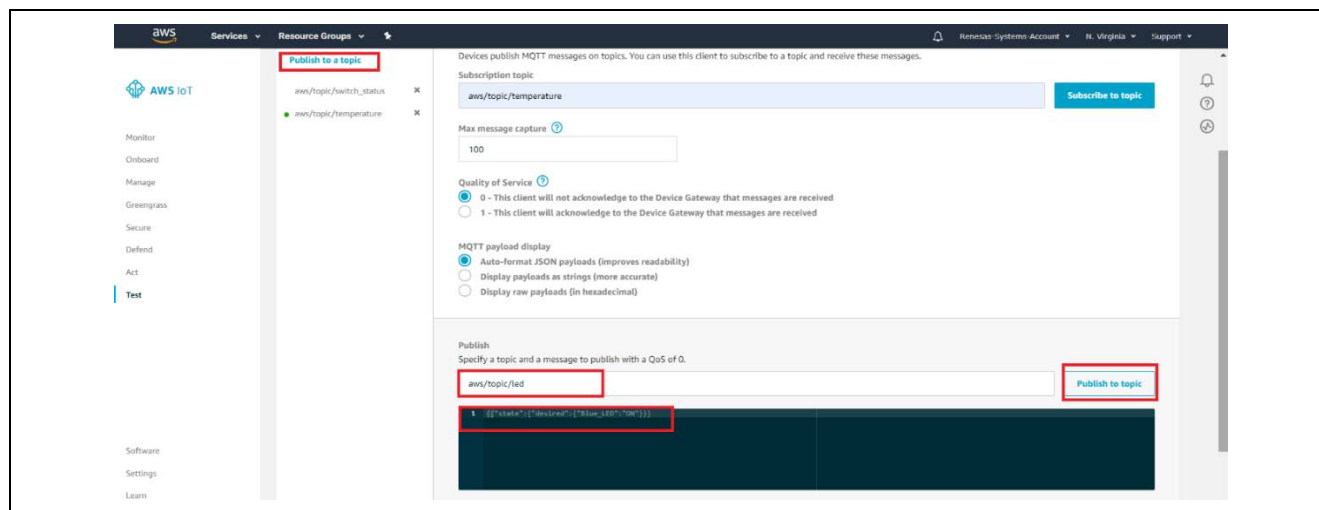 aws
Services
Resource Groups
Renesas-Systems-Account
N. Virginia
Support
AWS IoT
Monitor
Onboard
Manage
Greengrass
Secure
Defend
Act
Test
Software
Settings
Learn
Publish to a topic
aws/topic/switch_status
aws/topic/temperature
Devices publish MQTT messages on topics. You can use this client to subscribe to a topic and receive these messages.
Subscription topic
aws/topic/temperature
Subscribe to topic
Max message capture
100
Quality of Service
0 - This client will not acknowledge to the Device Gateway that messages are received
1 - This client will acknowledge to the Device Gateway that messages are received
MQTT payload display
Auto-format JSON payloads (improves readability)
Display payloads as strings (more accurate)
Display raw payloads (in hexadecimal)
Publish
Specify a topic and a message to publish with a QoS of 0.
aws/topic/led
Publish to topic
1 {"state":{"desired":{"Blue_LED":"ON"}}}